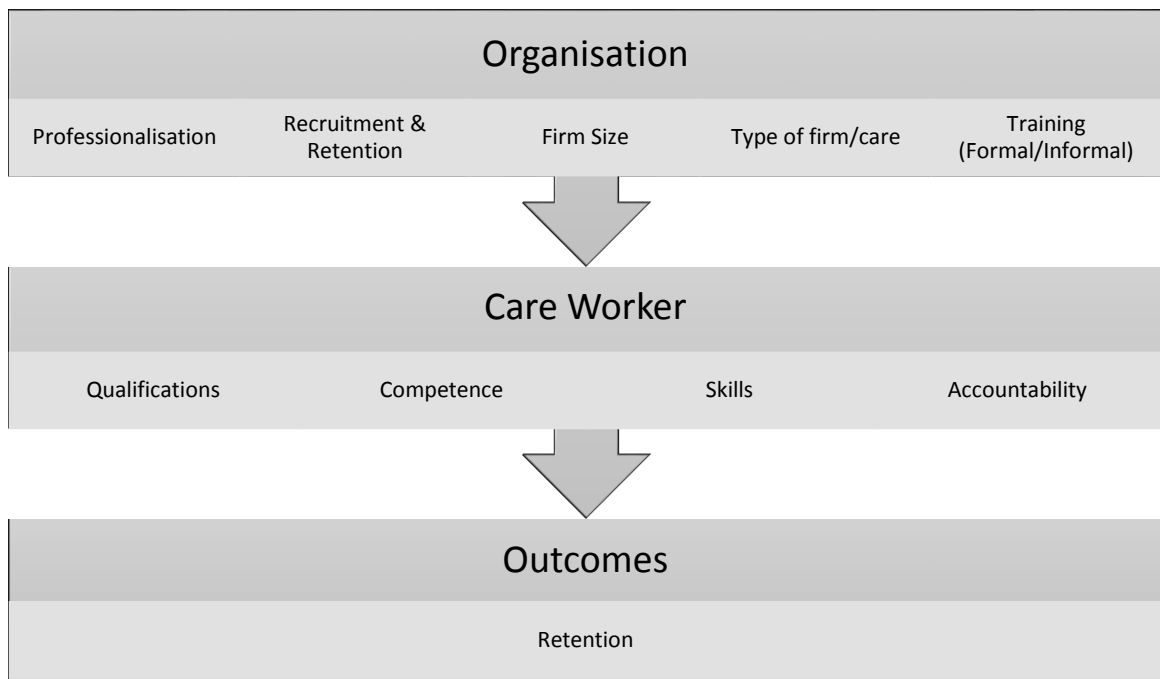 Organisation
Professionalisation
Recruitment &
Retention
Firm Size
Type of firm/care
Training
(Formal/Informal)
Care Worker
Qualifications
Competence
Skills
Accountability
Outcomes
Retention